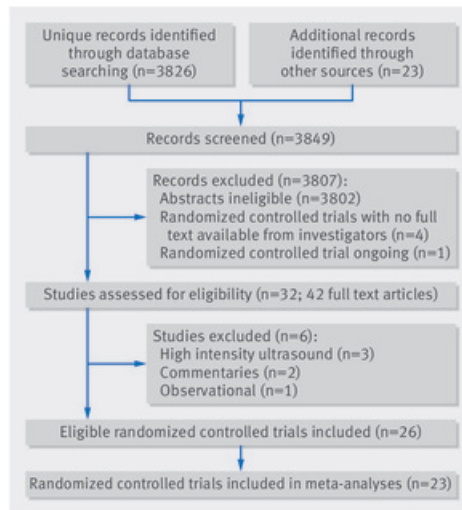 Unique records identified
through database
searching (n=3826)
Additional records
identified through
other sources (n=23)
Records screened (n=3849)
Records excluded (n=3807):
Abstracts ineligible (n=3802)
Randomized controlled trials with no full
text available from investigators (n=4)
Randomized controlled trial ongoing (n=1)
Studies assessed for eligibility (n=32; 42 full text articles)
Studies excluded (n=6):
High intensity ultrasound (n=3)
Commentaries (n=2)
Observational (n=1)
Eligible randomized controlled trials included (n=26)
Randomized controlled trials included in meta-analyses (n=23)